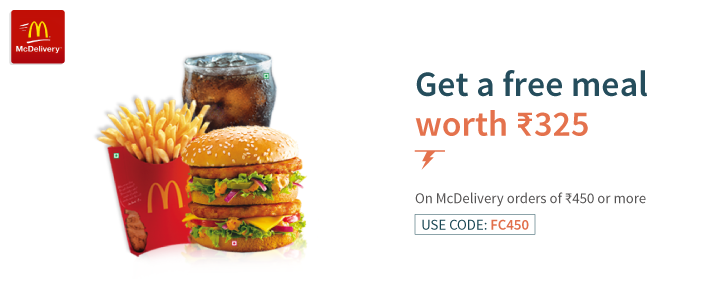 McDelivery
Get a free meal
worth ₹325
On McDelivery orders of ₹450 or more
USE CODE: FC450